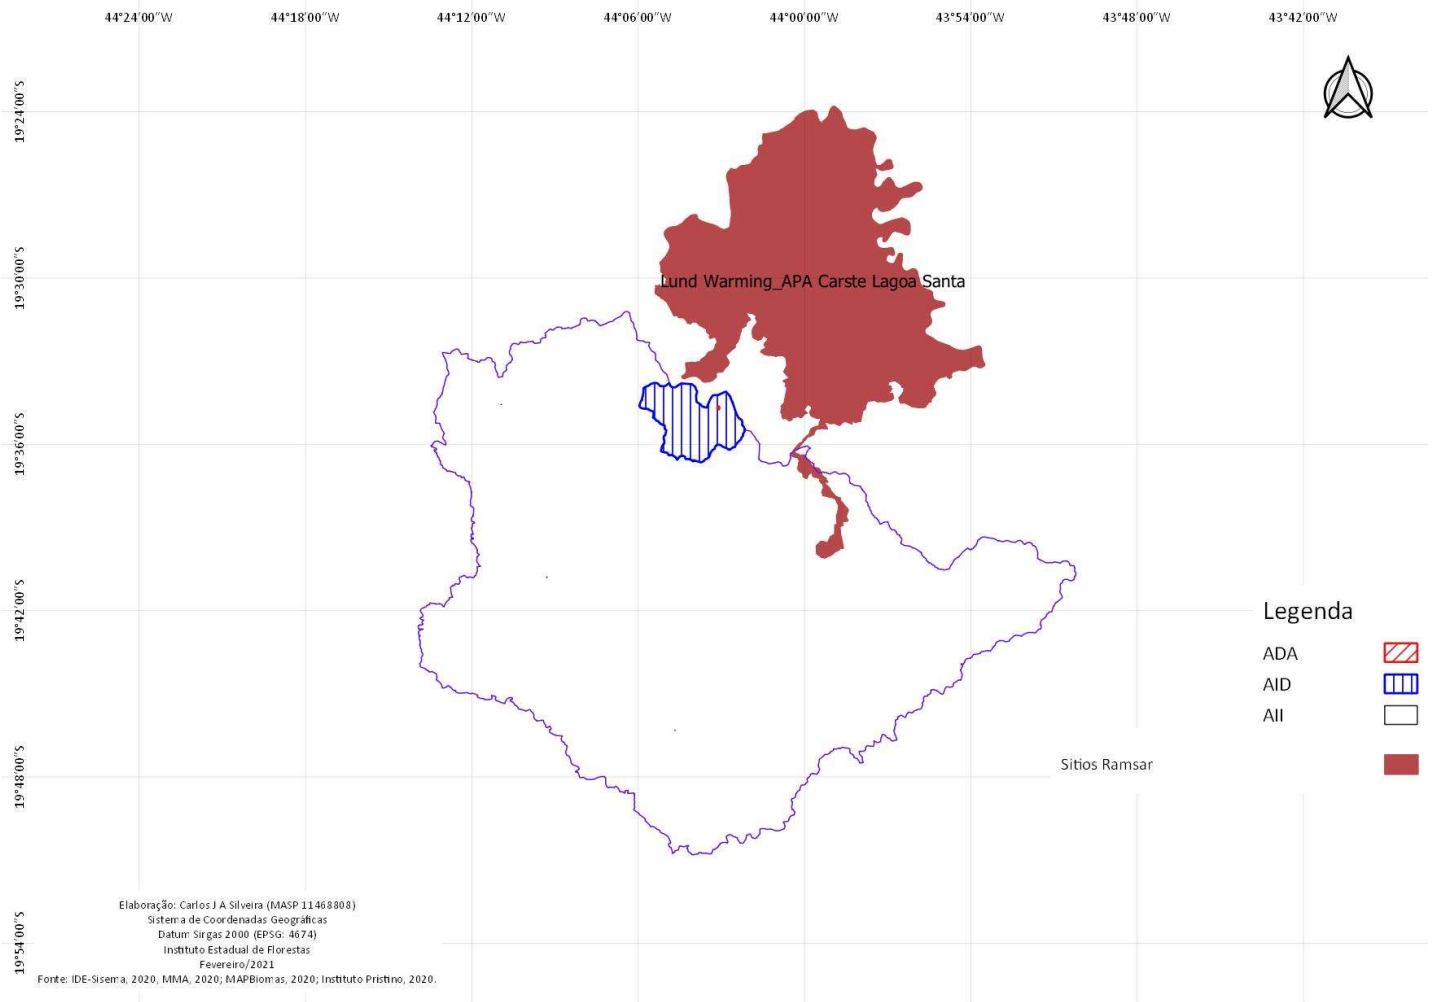 44°24'00"W 44°18'00"W 44°12'00"W 44°06'00"W 44°00'00"W 43°54'00"W 43°48'00"W 43°42'00"W
19°24'00"S
19°30'00"S
19°36'00"S
19°42'00"S
19°48'00"S
19°54'00"S
Lund Warming_APA Carste Lagoa Santa
Legenda
ADA
AID
AII
Sitios Ramsar
Elaboração: Carlos J A Silveira (MASP 11468808)
Sistema de Coordenadas Geográficas
Datum Sirgas 2000 (EPSG: 4674)
Instituto Estadual de Florestas
Fevereiro/2021
Fonte: IDE-Sisema, 2020, MMA, 2020; MAPBiomas, 2020; Instituto Pristino, 2020.